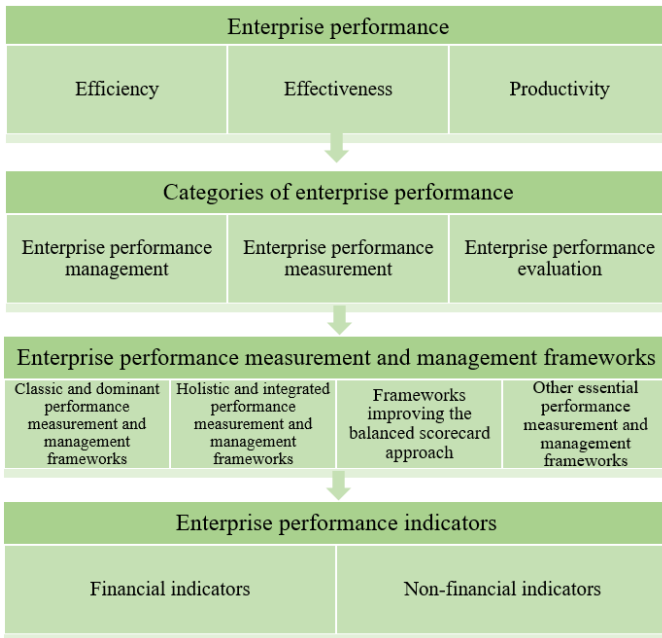 Enterprise performance
Efficiency
Effectiveness
Productivity
Categories of enterprise performance
Enterprise performance
management
Enterprise performance
measurement
Enterprise performance
evaluation
Enterprise performance measurement and management frameworks
Classic and dominant
performance
measurement and
management
frameworks
Holistic and integrated
performance
measurement and
management
frameworks
Frameworks
improving the
balanced scorecard
approach
Other essential
performance
measurement and
management
frameworks
Enterprise performance indicators
Financial indicators
Non-financial indicators